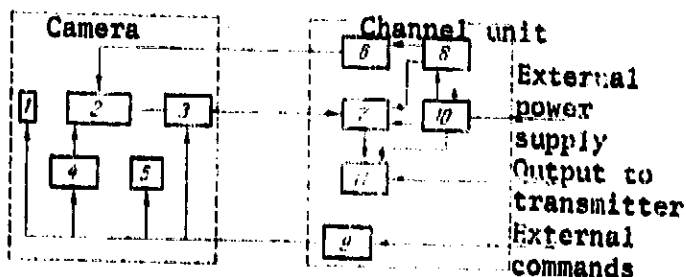 Camera
Channel unit
6
8
External
power
supply
1
2
3
7
10
4
5
11
Output to
transmitter
9
External
commands